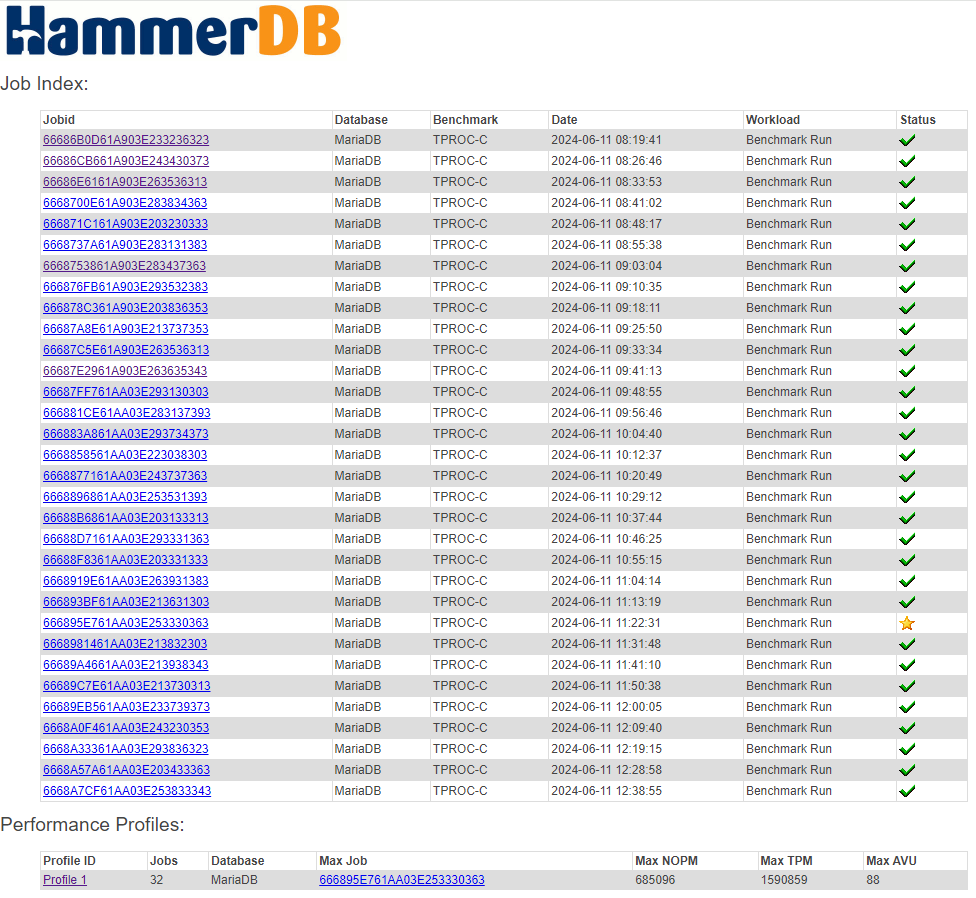 HammerDB
Job Index:
Jobid Database Benchmark Date Workload Status
66686B0D61A903E233236323 MariaDB TPROC-C 2024-06-11 08:19:41 Benchmark Run
66686CB661A903E243430373 MariaDB TPROC-C 2024-06-11 08:26:46 Benchmark Run
66686E6161A903E263536313 MariaDB TPROC-C 2024-06-11 08:33:53 Benchmark Run
6668700E61A903E283834363 MariaDB TPROC-C 2024-06-11 08:41:02 Benchmark Run
666871C161A903E203230333 MariaDB TPROC-C 2024-06-11 08:48:17 Benchmark Run
6668737A61A903E283131383 MariaDB TPROC-C 2024-06-11 08:55:38 Benchmark Run
6668753861A903E283437363 MariaDB TPROC-C 2024-06-11 09:03:04 Benchmark Run
666876FB61A903E293532383 MariaDB TPROC-C 2024-06-11 09:10:35 Benchmark Run
666878C361A903E203836353 MariaDB TPROC-C 2024-06-11 09:18:11 Benchmark Run
66687A8E61A903E213737353 MariaDB TPROC-C 2024-06-11 09:25:50 Benchmark Run
66687C5E61A903E263536313 MariaDB TPROC-C 2024-06-11 09:33:34 Benchmark Run
66687E2961A903E263635343 MariaDB TPROC-C 2024-06-11 09:41:13 Benchmark Run
66687FF761AA03E293130303 MariaDB TPROC-C 2024-06-11 09:48:55 Benchmark Run
666881CE61AA03E283137393 MariaDB TPROC-C 2024-06-11 09:56:46 Benchmark Run
666883A861AA03E293734373 MariaDB TPROC-C 2024-06-11 10:04:40 Benchmark Run
6668858561AA03E223038303 MariaDB TPROC-C 2024-06-11 10:12:37 Benchmark Run
6668877161AA03E243737363 MariaDB TPROC-C 2024-06-11 10:20:49 Benchmark Run
6668896861AA03E253531393 MariaDB TPROC-C 2024-06-11 10:29:12 Benchmark Run
66688B6861AA03E203133313 MariaDB TPROC-C 2024-06-11 10:37:44 Benchmark Run
66688D7161AA03E293331363 MariaDB TPROC-C 2024-06-11 10:46:25 Benchmark Run
66688F8361AA03E203331333 MariaDB TPROC-C 2024-06-11 10:55:15 Benchmark Run
6668919E61AA03E263931383 MariaDB TPROC-C 2024-06-11 11:04:14 Benchmark Run
666893BF61AA03E213631303 MariaDB TPROC-C 2024-06-11 11:13:19 Benchmark Run
666895E761AA03E253330363 MariaDB TPROC-C 2024-06-11 11:22:31 Benchmark Run
6668981461AA03E213832303 MariaDB TPROC-C 2024-06-11 11:31:48 Benchmark Run
66689A4661AA03E213938343 MariaDB TPROC-C 2024-06-11 11:41:10 Benchmark Run
66689C7E61AA03E213730313 MariaDB TPROC-C 2024-06-11 11:50:38 Benchmark Run
66689EB561AA03E233739373 MariaDB TPROC-C 2024-06-11 12:00:05 Benchmark Run
6668A0F461AA03E243230353 MariaDB TPROC-C 2024-06-11 12:09:40 Benchmark Run
6668A33361AA03E293836323 MariaDB TPROC-C 2024-06-11 12:19:15 Benchmark Run
6668A57A61AA03E203433363 MariaDB TPROC-C 2024-06-11 12:28:58 Benchmark Run
6668A7CF61AA03E253833343 MariaDB TPROC-C 2024-06-11 12:38:55 Benchmark Run
Performance Profiles:
Profile ID Jobs Database Max Job Max NOPM Max TPM Max AVU
Profile 1 32 MariaDB 666895E761AA03E253330363 685096 1590859 88